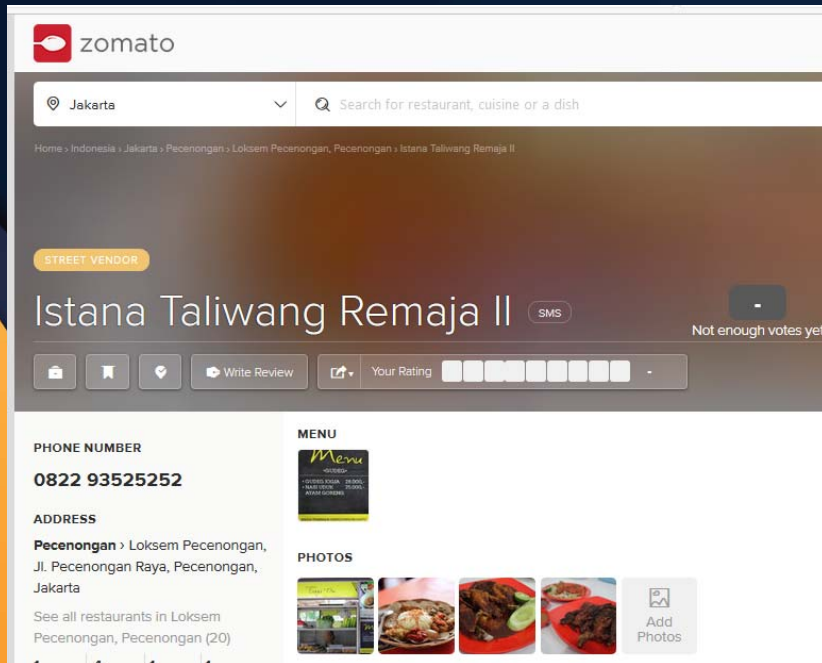 zomato
Jakarta
Search for restaurant, cuisine or a dish
Home › Indonesia › Jakarta › Pecenongan › Loksem Pecenongan, Pecenongan › Istana Taliwang Remaja II
STREET VENDOR
Istana Taliwang Remaja II SMS
-
Not enough votes yet
Write Review
Your Rating -
PHONE NUMBER
0822 93525252
ADDRESS
Pecenongan › Loksem Pecenongan,
Jl. Pecenongan Raya, Pecenongan,
Jakarta
See all restaurants in Loksem
Pecenongan, Pecenongan (20)
MENU
Menu
PHOTOS
Add
Photos